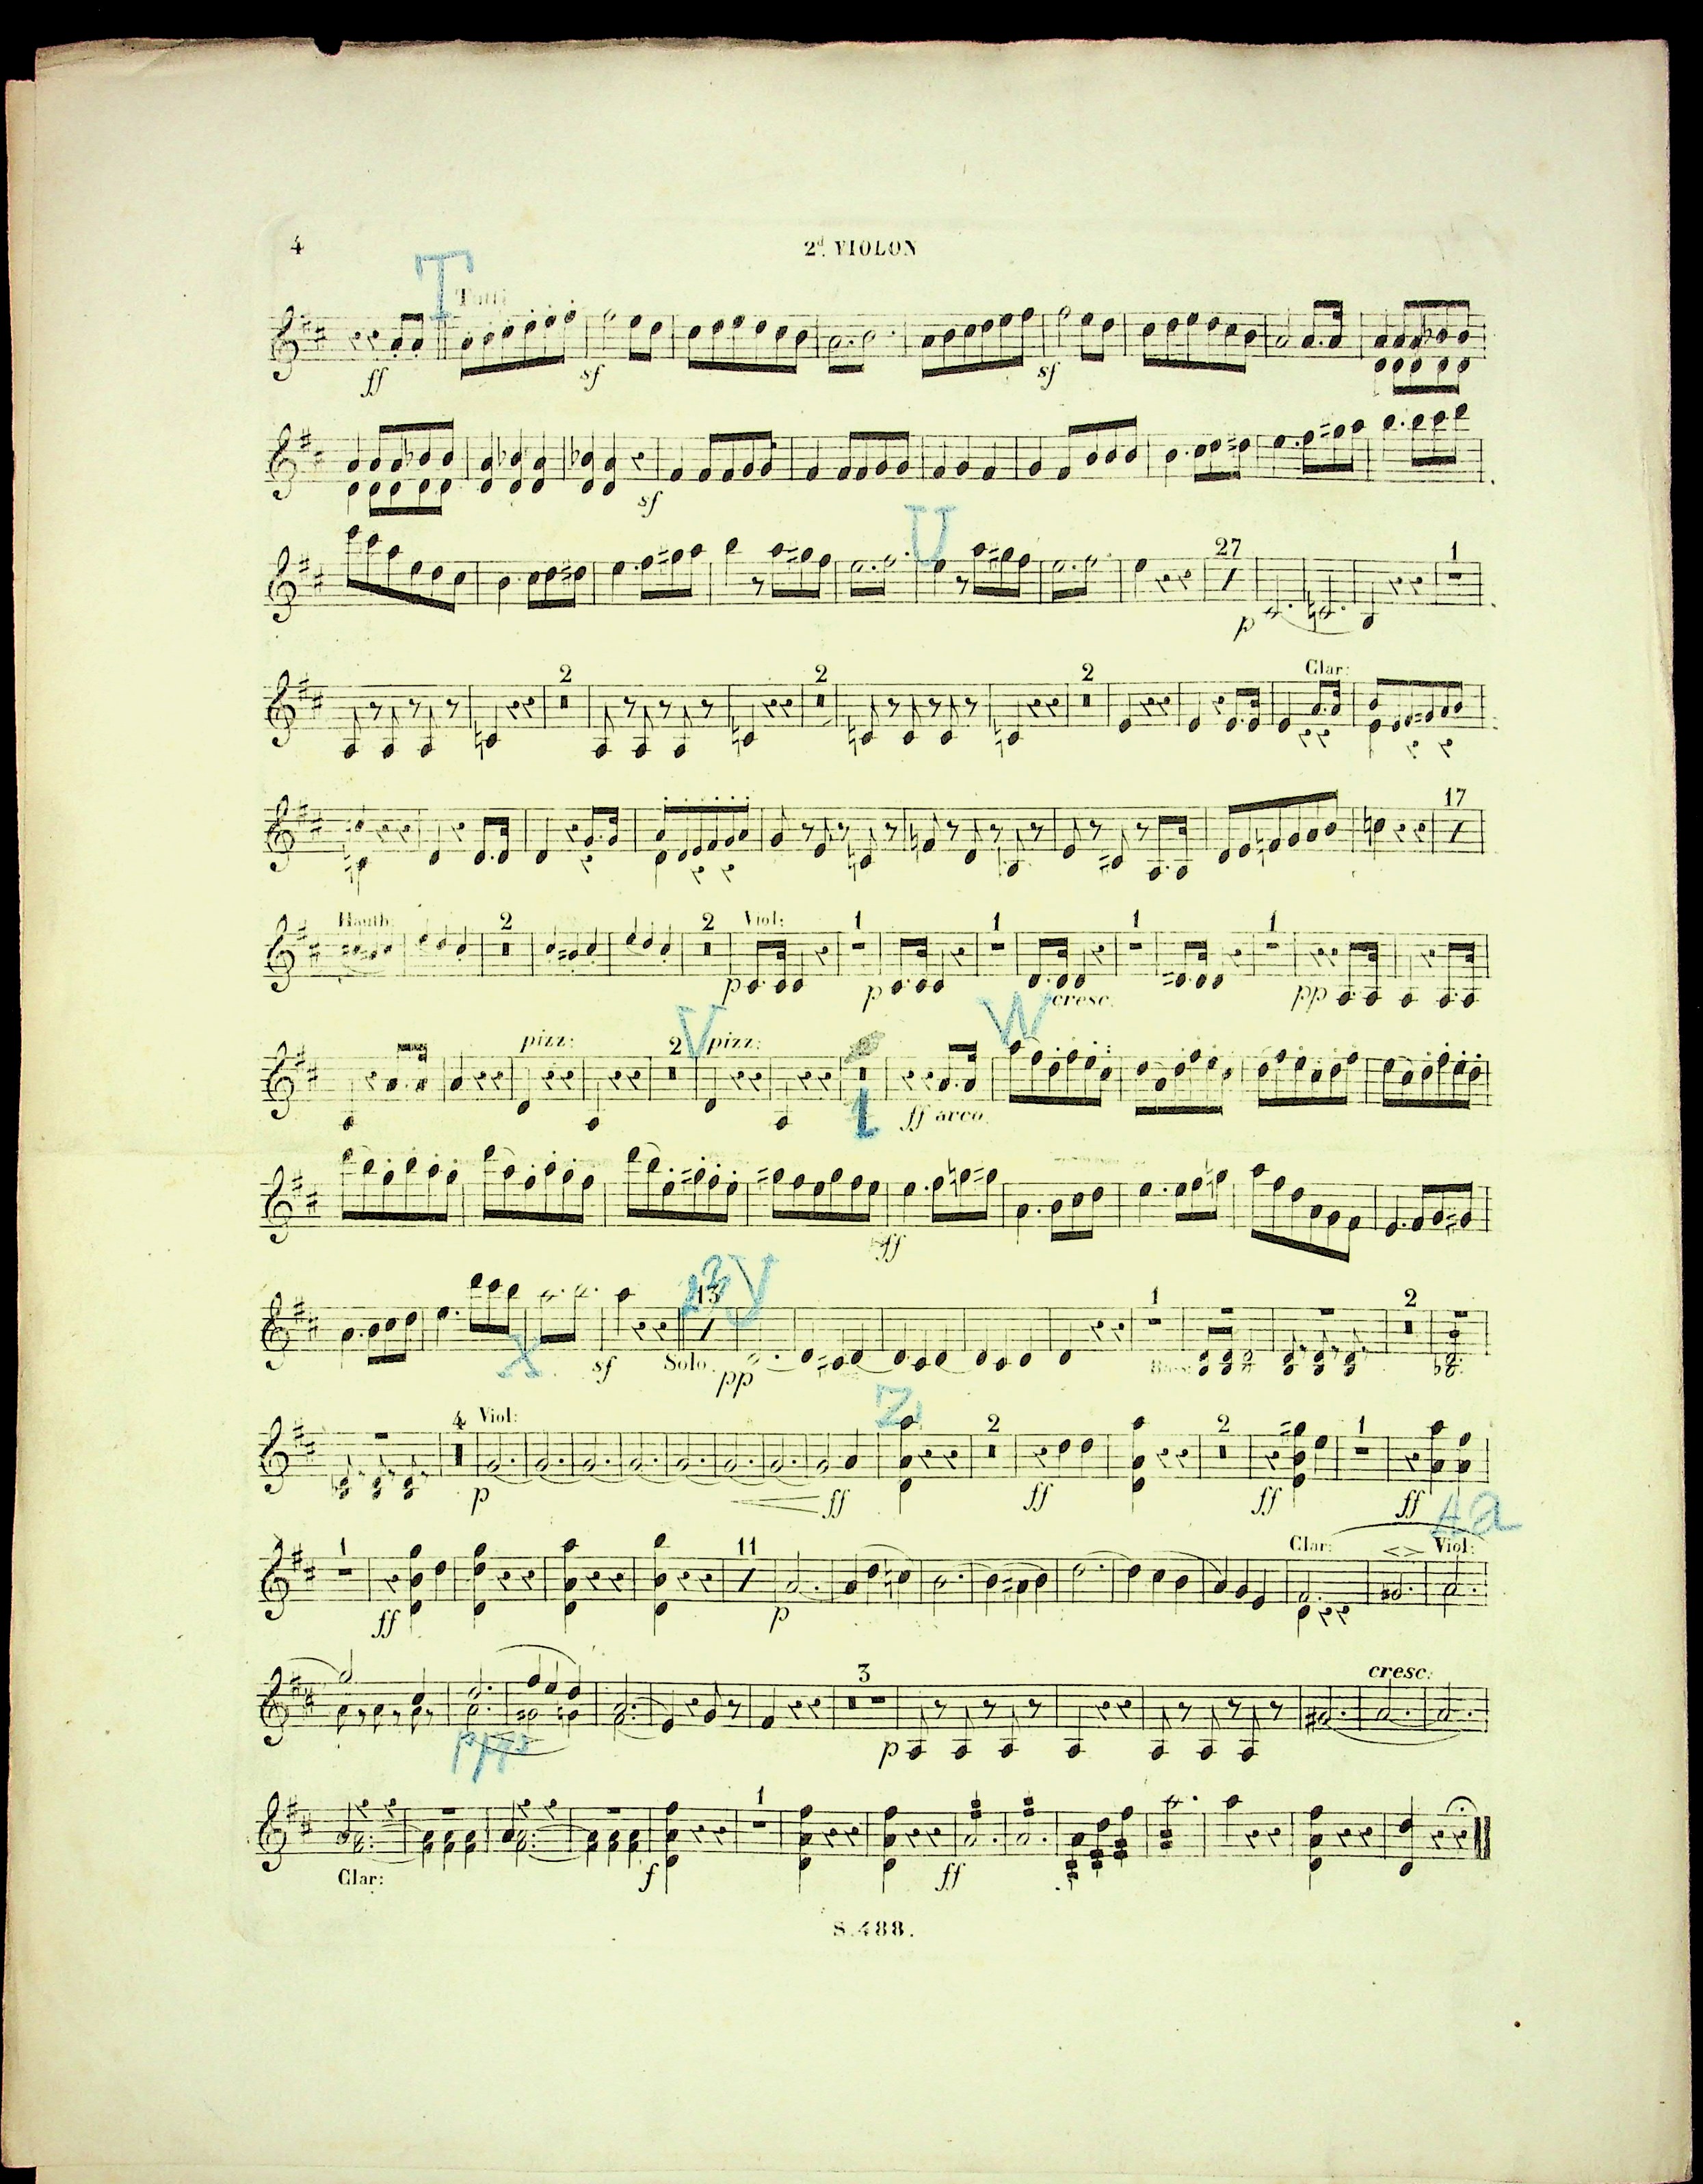 4
2ᵈ. VIOLON
T Tutti
ff sf sf
sf
U 27 1
p
2 2 2 Clar:
17
Hautb: 2 2 Viol: 1 1 1 1
p p cresc. pp
pizz: 2 V pizz: W
1 ff arco.
ff
13 Y 1 2
X sf Solo. pp
4 Viol: Z 2 2 1
p ff ff ff ff
Aa
1 11 Clar: <> Viol:
ff p
3 cresc:
p
1
Clar: f ff
S.488.